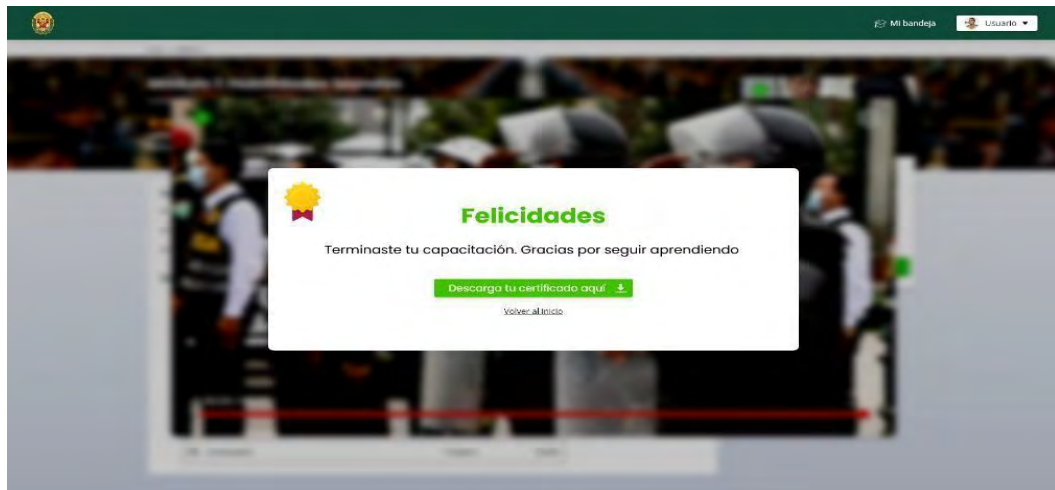 Mi bandeja
Usuario
Felicidades
Terminaste tu capacitación. Gracias por seguir aprendiendo
Descarga tu certificado aquí
Volver al Inicio